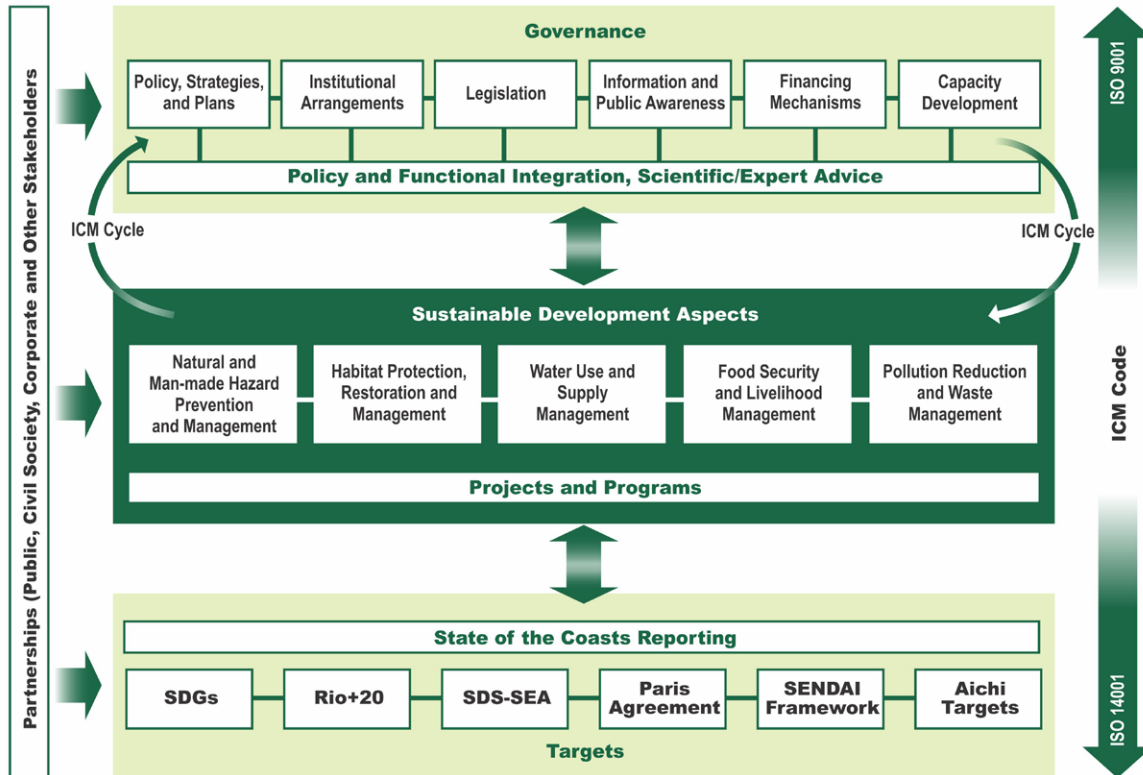 Partnerships (Public, Civil Society, Corporate and Other Stakeholders
Governance
Policy, Strategies,
and Plans
Institutional
Arrangements
Legislation
Information and
Public Awareness
Financing
Mechanisms
Capacity
Development
Policy and Functional Integration, Scientific/Expert Advice
ICM Cycle
ICM Cycle
Sustainable Development Aspects
Natural and
Man-made Hazard
Prevention
and Management
Habitat Protection,
Restoration and
Management
Water Use and
Supply
Management
Food Security
and Livelihood
Management
Pollution Reduction
and Waste
Management
Projects and Programs
State of the Coasts Reporting
SDGs
Rio+20
SDS-SEA
Paris
Agreement
SENDAI
Framework
Aichi
Targets
Targets
ISO 9001
ICM Code
ISO 14001